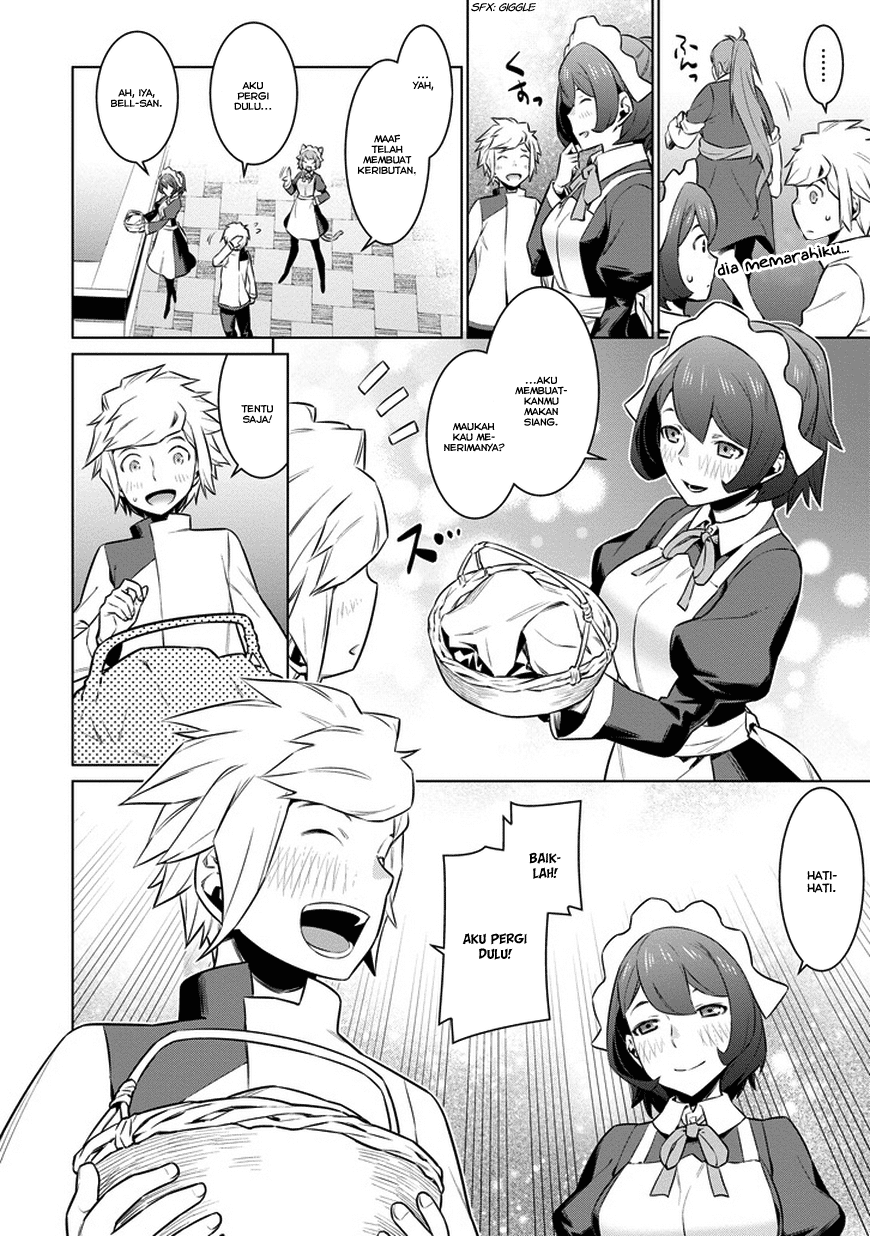 ………
ふんっ
dia memarahiku...
SFX: GIGGLE
くすっ
...
YAH,
MAAF
TELAH
MEMBUAT
KERIBUTAN.
AKU
PERGI
DULU...
AH, IYA,
BELL-SAN.
...AKU
MEMBUAT-
KANMU
MAKAN
SIANG.
MAUKAH
KAU ME-
NERIMANYA?
ズズ...
TENTU
SAJA!
HATI-
HATI.
BAIK-
LAH!
AKU PERGI
DULU!